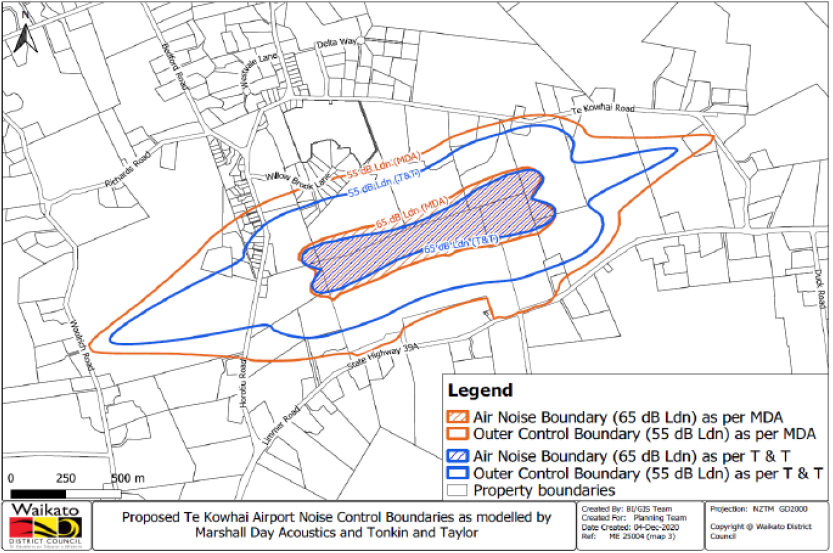 N
Delta Way
Bedford Road
Westvale Lane
Te Kowhai Road
Richards Road
Willow Brook Lane
55 dB Ldn (MDA)
55 dB Ldn (T&T)
65 dB Ldn (MDA)
65 dB Ldn (T&T)
Woolrich Road
Horotiu Road
Limmer Road
State Highway 39A
Duck Road
Legend
Air Noise Boundary (65 dB Ldn) as per MDA
Outer Control Boundary (55 dB Ldn) as per MDA
Air Noise Boundary (65 dB Ldn) as per T & T
Outer Control Boundary (55 dB Ldn) as per T & T
Property boundaries
0 250 500 m
Waikato
DISTRICT COUNCIL
Proposed Te Kowhai Airport Noise Control Boundaries as modelled by
Marshall Day Acoustics and Tonkin and Taylor
Created By: BI/GIS Team
Created For: Planning Team
Date Created: 04-Dec-2020
Ref: ME 25004 (map 3)
Projection: NZTM GD2000
Copyright @ Waikato District
Council